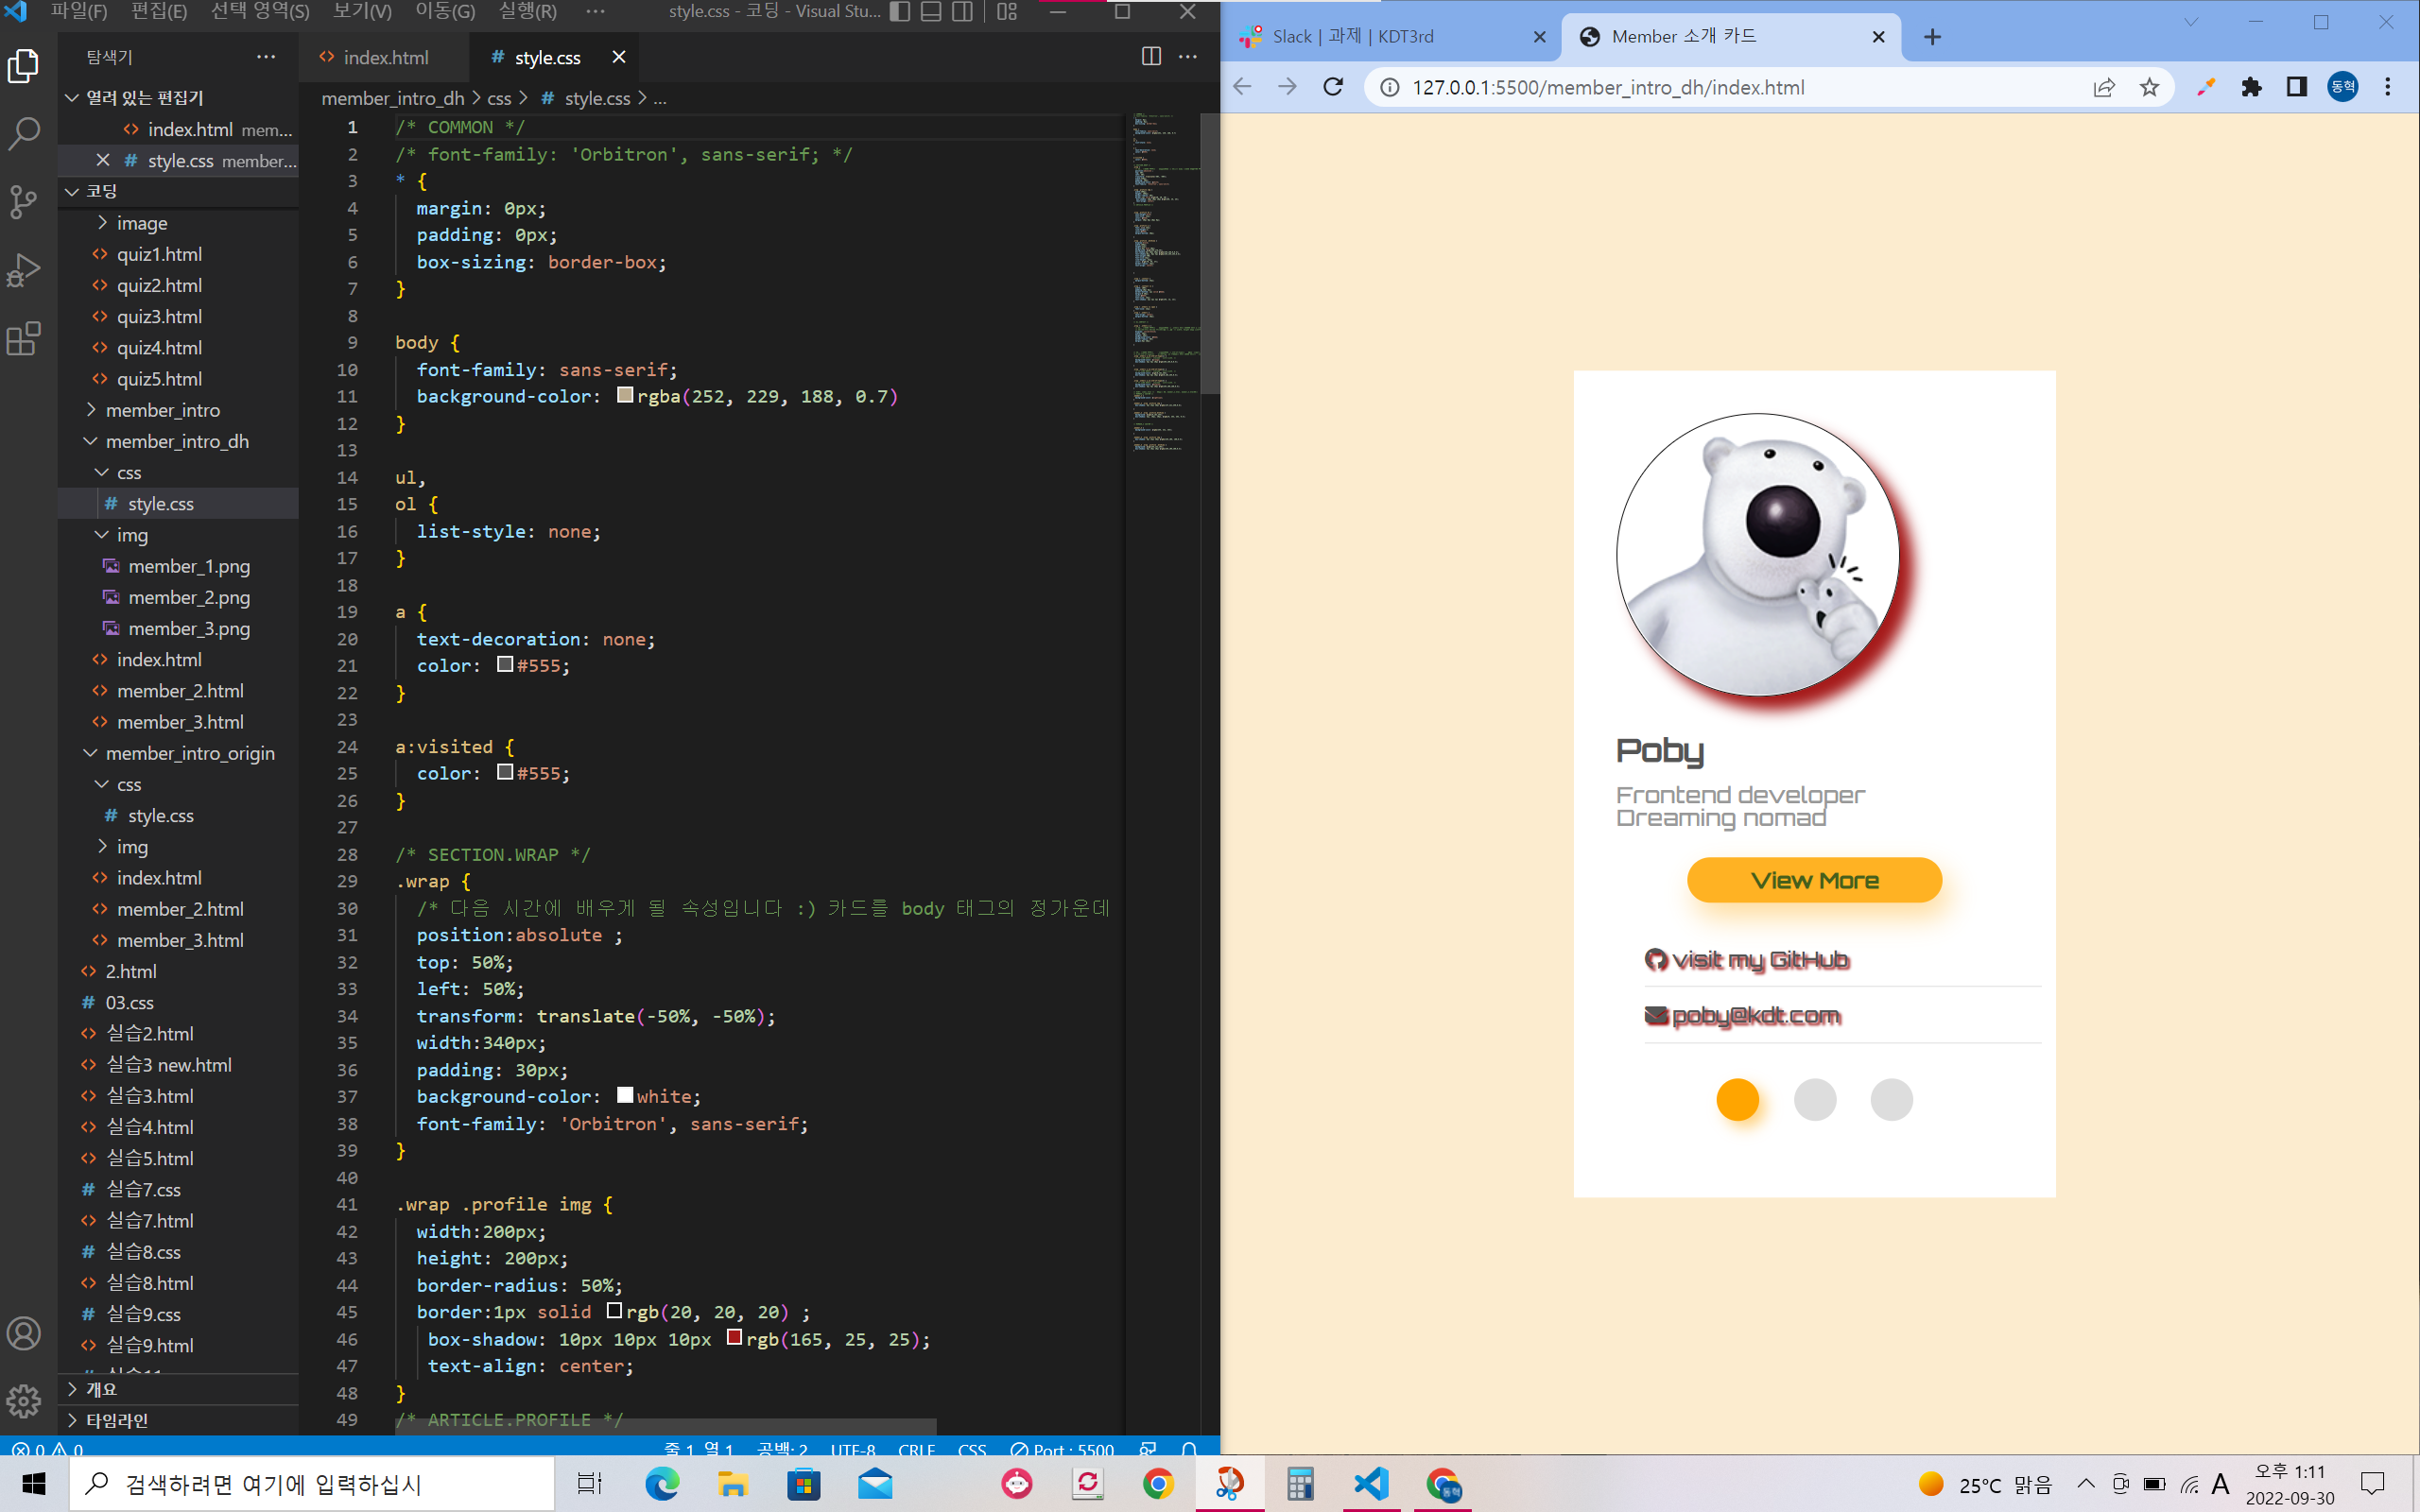 파일(F) 편집(E) 선택 영역(S) 보기(V) 이동(G) 실행(R) ··· style.css - 코딩 - Visual Stu...
탐색기 ···
열려 있는 편집기
index.html mem...
style.css member...
코딩
image
quiz1.html
quiz2.html
quiz3.html
quiz4.html
quiz5.html
member_intro
member_intro_dh
css
style.css
img
member_1.png
member_2.png
member_3.png
index.html
member_2.html
member_3.html
member_intro_origin
css
style.css
img
index.html
member_2.html
member_3.html
2.html
03.css
실습2.html
실습3 new.html
실습3.html
실습4.html
실습5.html
실습7.css
실습7.html
실습8.css
실습8.html
실습9.css
실습9.html
개요
타임라인
index.html
# style.css
member_intro_dh > css > # style.css > ...
1 /* COMMON */
2 /* font-family: 'Orbitron', sans-serif; */
3 * {
4 margin: 0px;
5 padding: 0px;
6 box-sizing: border-box;
7 }
8
9 body {
10 font-family: sans-serif;
11 background-color: rgba(252, 229, 188, 0.7)
12 }
13
14 ul,
15 ol {
16 list-style: none;
17 }
18
19 a {
20 text-decoration: none;
21 color: #555;
22 }
23
24 a:visited {
25 color: #555;
26 }
27
28 /* SECTION.WRAP */
29 .wrap {
30 /* 다음 시간에 배우게 될 속성입니다 :) 카드를 body 태그의 정가운데
31 position:absolute ;
32 top: 50%;
33 left: 50%;
34 transform: translate(-50%, -50%);
35 width:340px;
36 padding: 30px;
37 background-color: white;
38 font-family: 'Orbitron', sans-serif;
39 }
40
41 .wrap .profile img {
42 width:200px;
43 height: 200px;
44 border-radius: 50%;
45 border:1px solid rgb(20, 20, 20) ;
46 box-shadow: 10px 10px 10px rgb(165, 25, 25);
47 text-align: center;
48 }
49 /* ARTICLE.PROFILE */
0 0 줄 1, 열 1 공백: 2 UTF-8 CRLF CSS Port : 5500
Slack | 과제 | KDT3rd
Member 소개 카드
127.0.0.1:5500/member_intro_dh/index.html
동혁
Poby
Frontend developer
Dreaming nomad
View More
visit my GitHub
poby@kdt.com
검색하려면 여기에 입력하십시
동혁
25°C 맑음
A
오후 1:11
2022-09-30